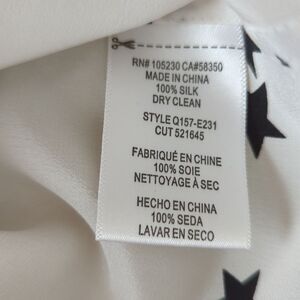 RN# 105230 CA#58350
MADE IN CHINA
100% SILK
DRY CLEAN
STYLE Q157-E231
CUT 521645
FABRIQUÉ EN CHINE
100% SOIE
NETTOYAGE À SEC
HECHO EN CHINA
100% SEDA
LAVAR EN SECO